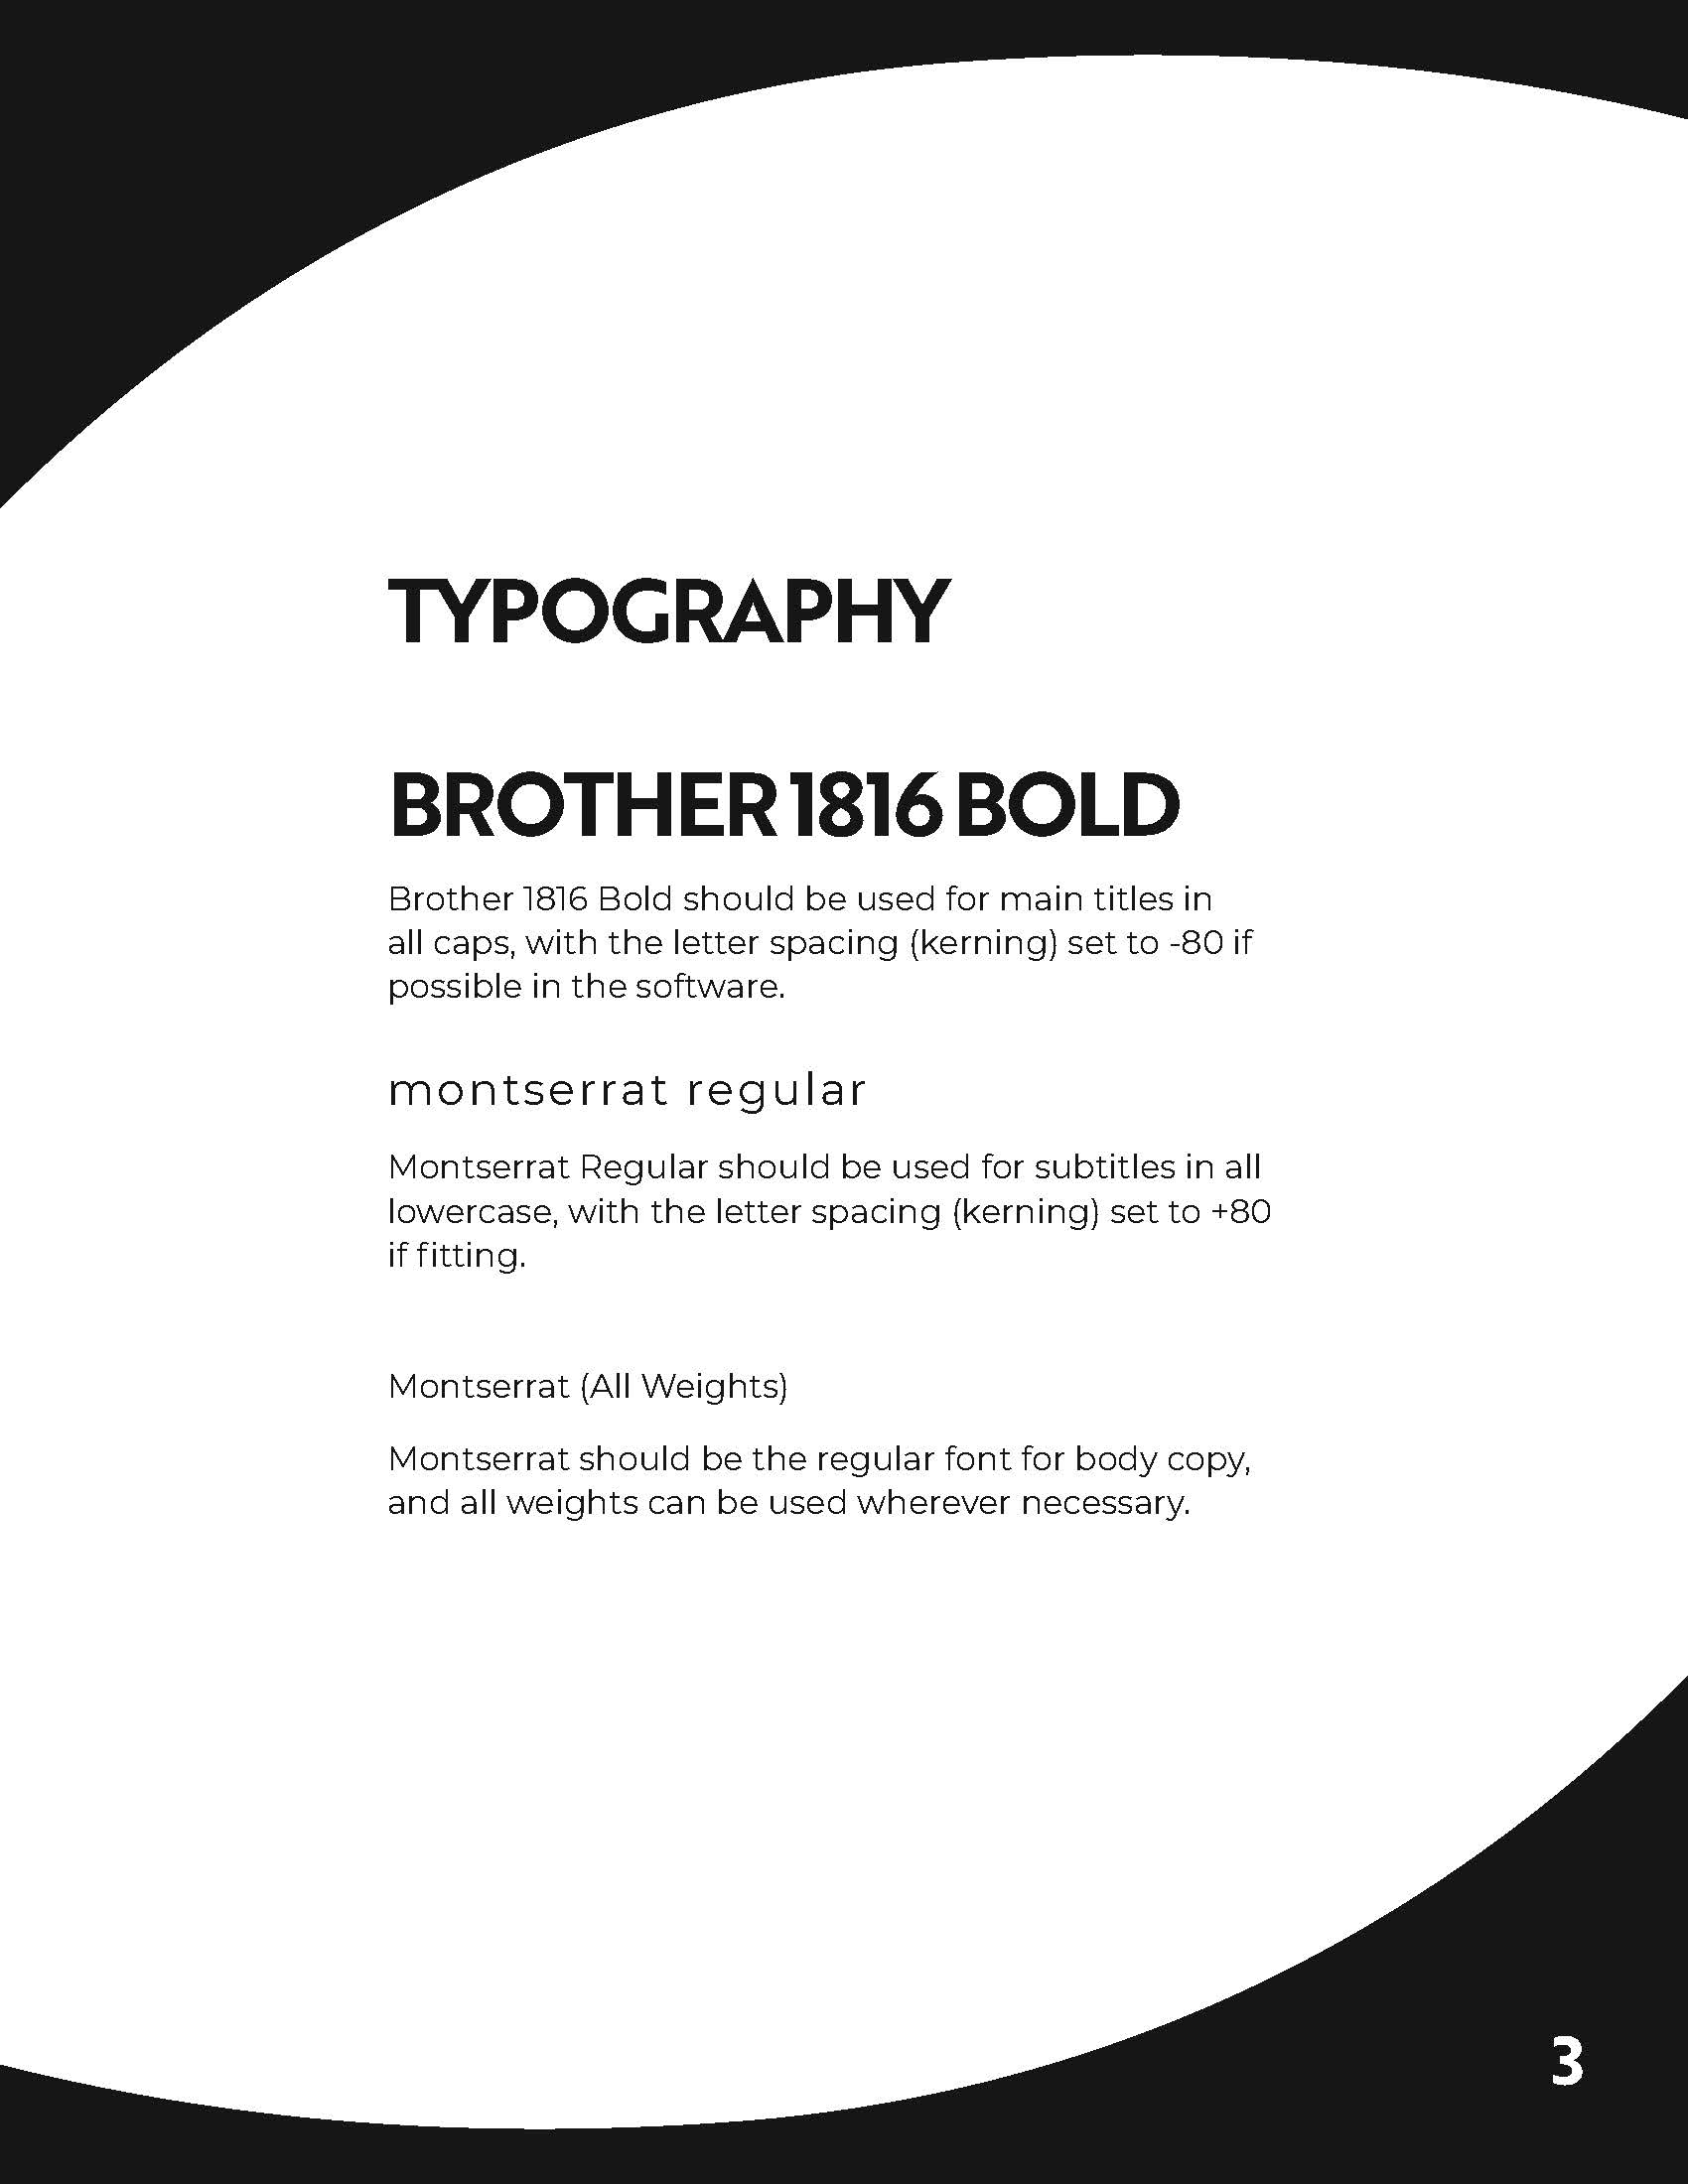 TYPOGRAPHY
BROTHER 1816 BOLD
Brother 1816 Bold should be used for main titles in
all caps, with the letter spacing (kerning) set to -80 if
possible in the software.
montserrat regular
Montserrat Regular should be used for subtitles in all
lowercase, with the letter spacing (kerning) set to +80
if fitting.
Montserrat (All Weights)
Montserrat should be the regular font for body copy,
and all weights can be used wherever necessary.
3